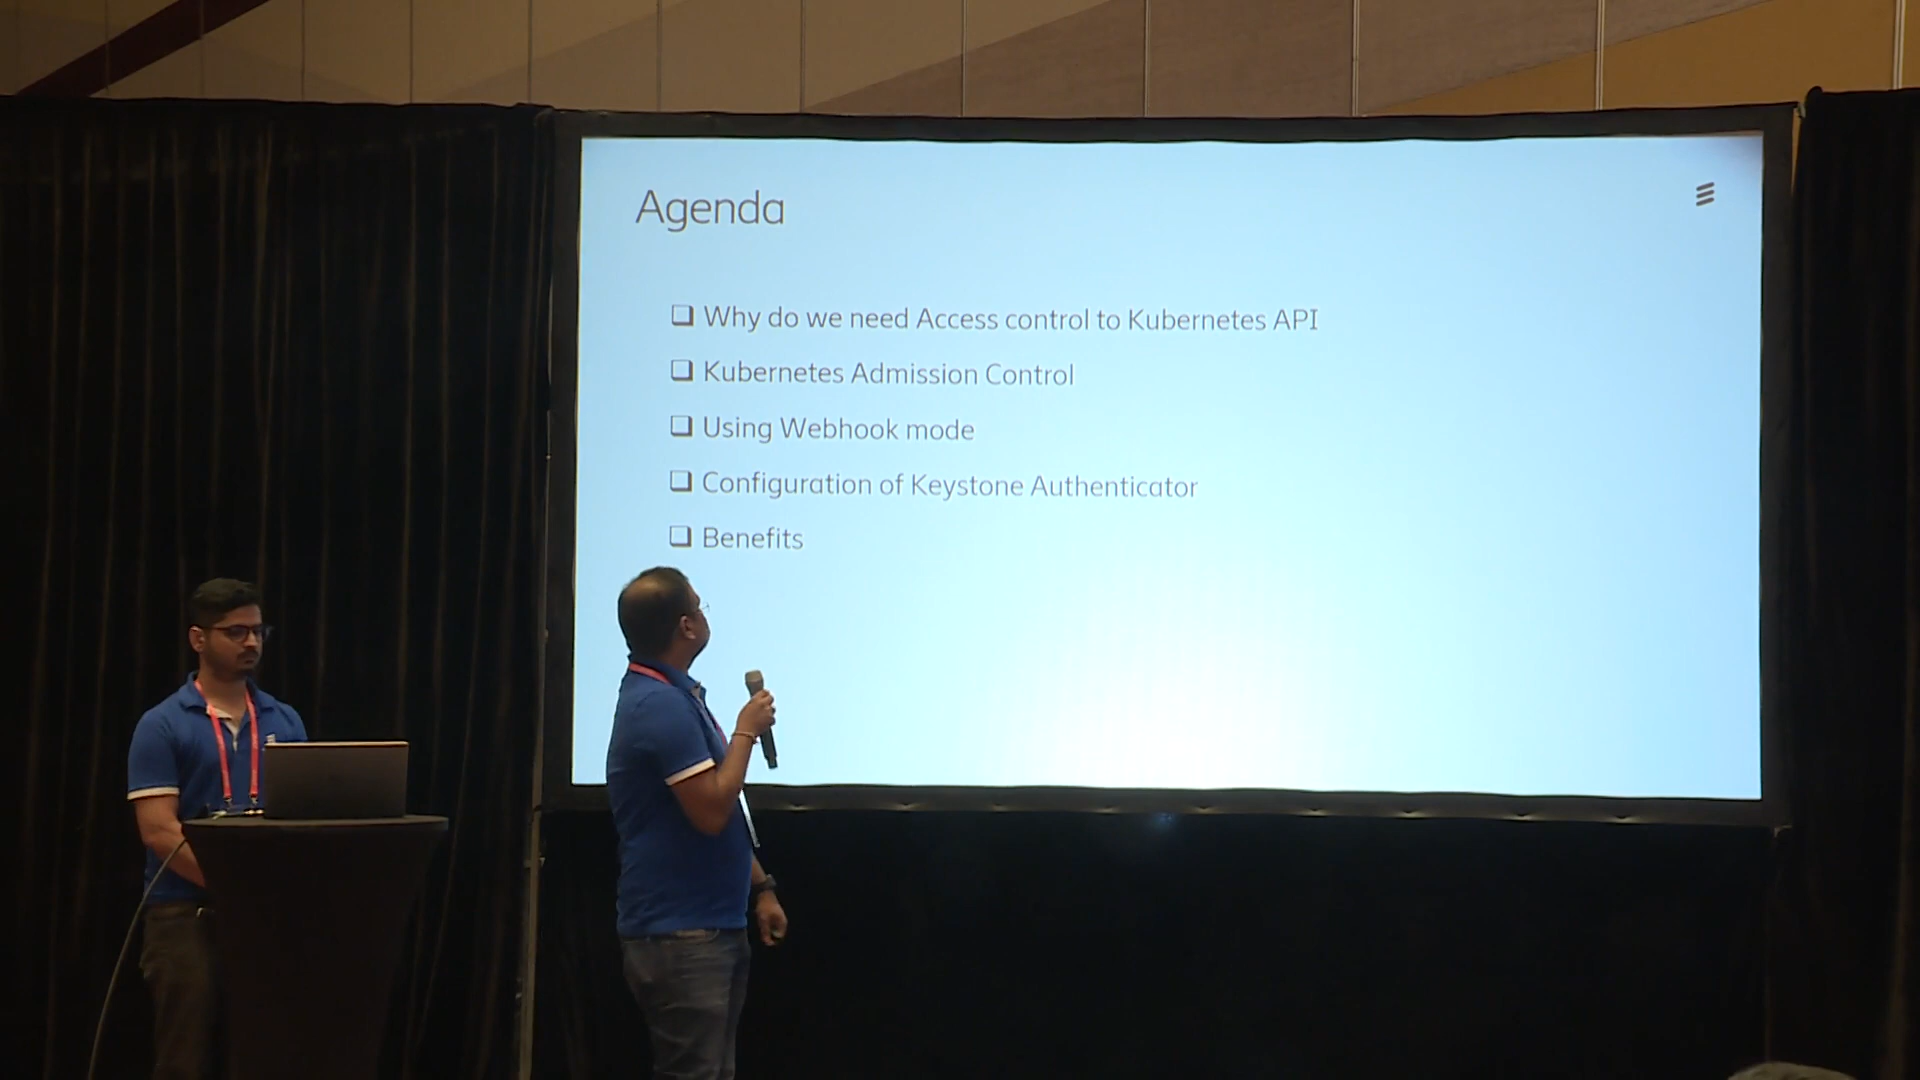 Agenda
Why do we need Access control to Kubernetes API
Kubernetes Admission Control
Using Webhook mode
Configuration of Keystone Authenticator
Benefits